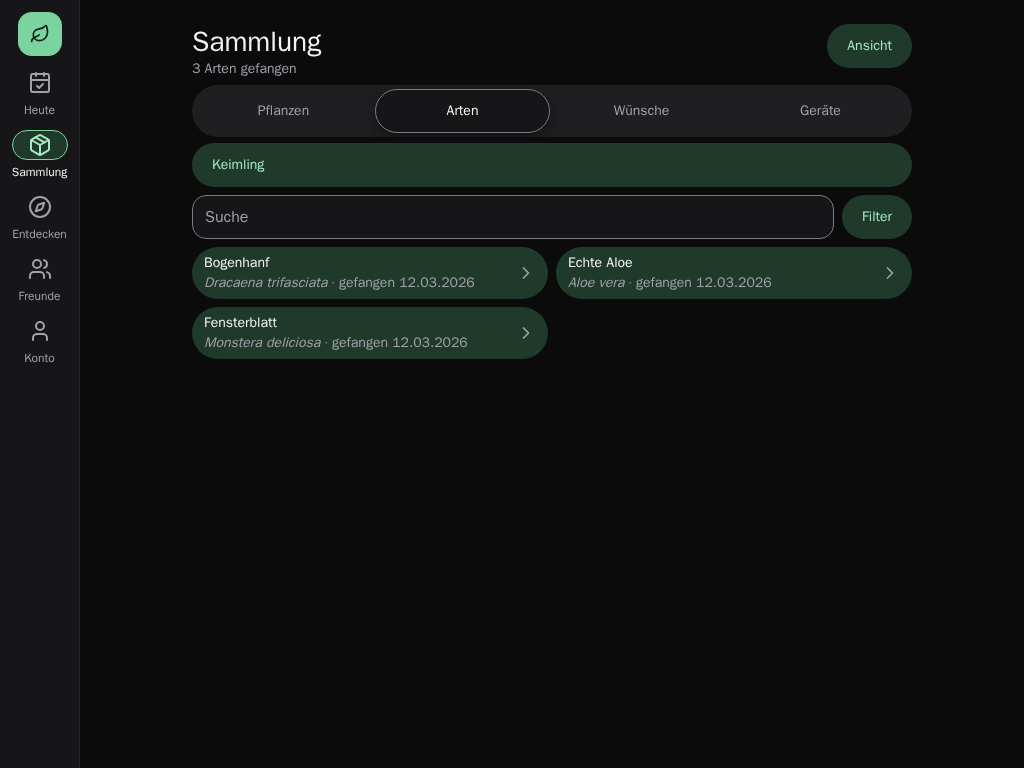 Sammlung
3 Arten gefangen
Ansicht
Pflanzen
Arten
Wünsche
Geräte
Keimling
Suche
Filter
Bogenhanf
Dracaena trifasciata · gefangen 12.03.2026
Echte Aloe
Aloe vera · gefangen 12.03.2026
Fensterblatt
Monstera deliciosa · gefangen 12.03.2026
Heute
Sammlung
Entdecken
Freunde
Konto